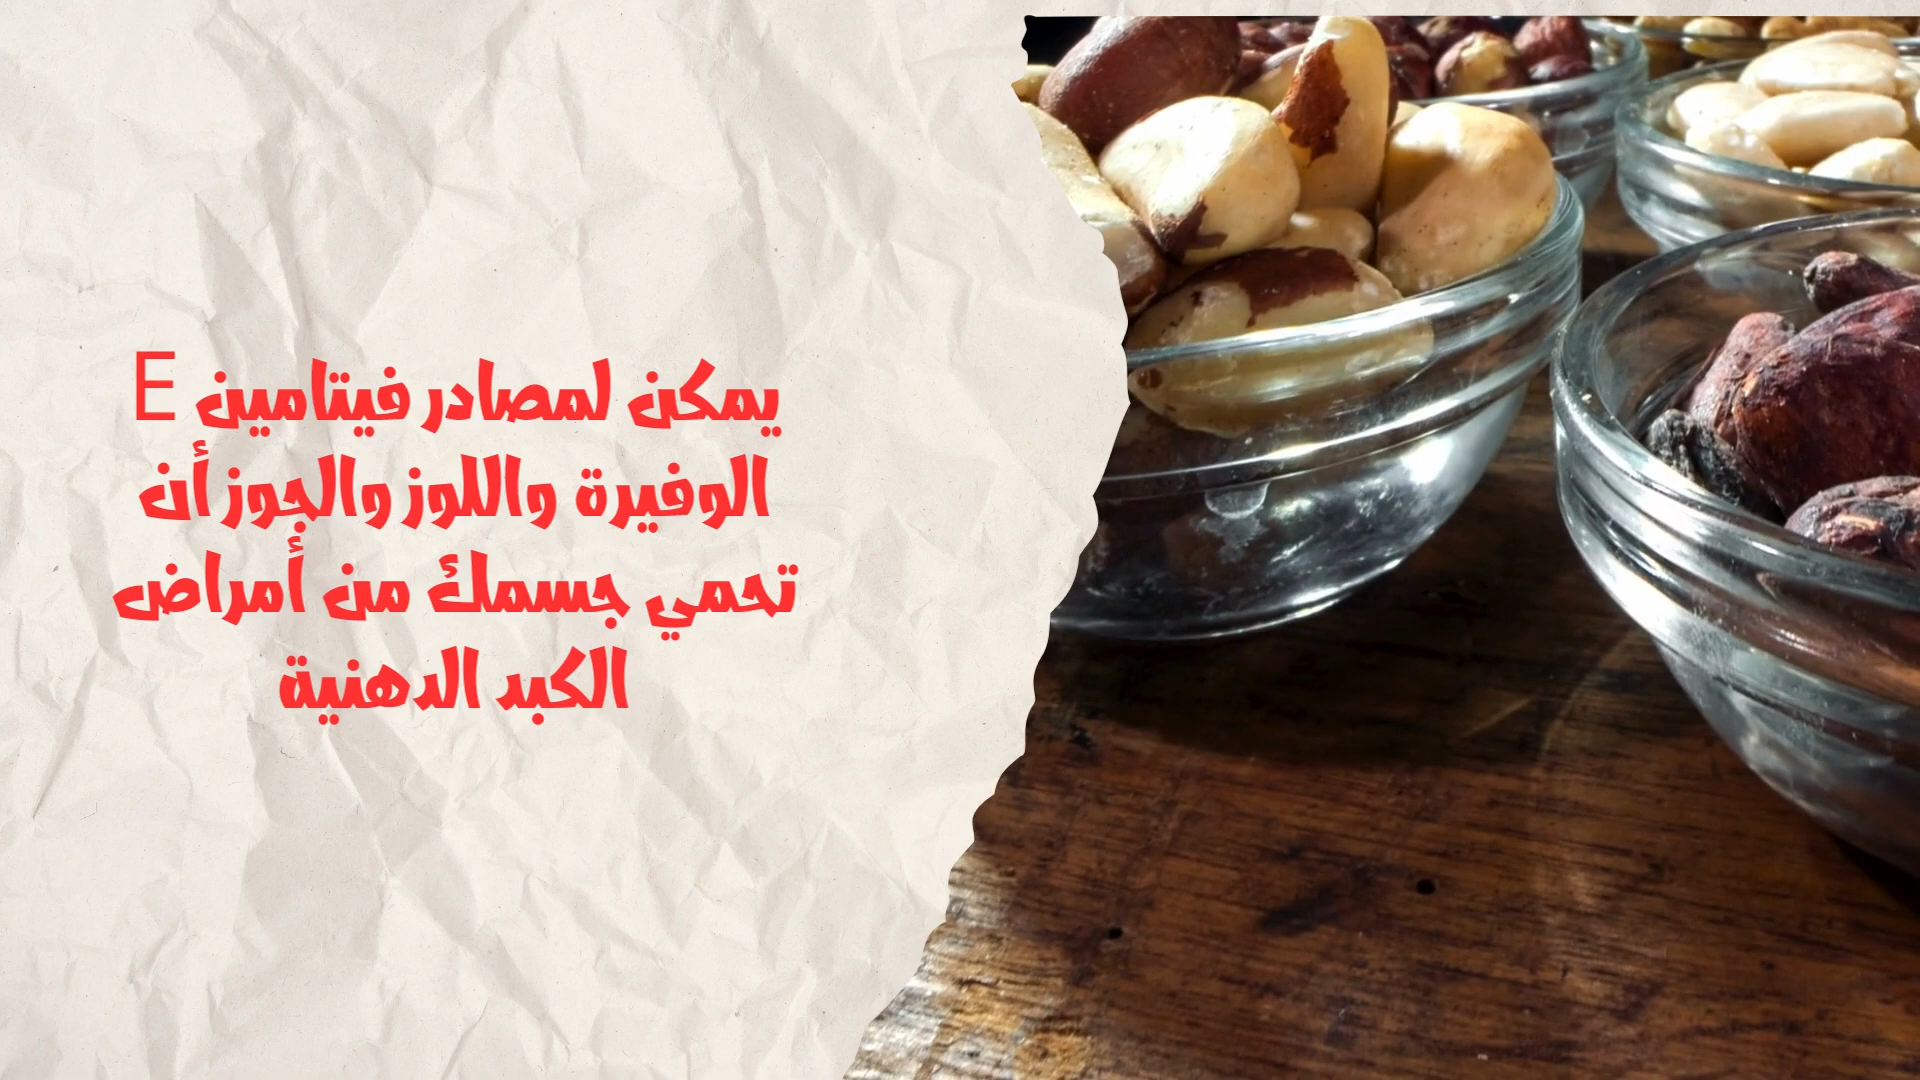 يمكن لمصادر فيتامين E
الوفيرة واللوز والجوز أن
تحمي جسمك من أمراض
الكبد الدهنية